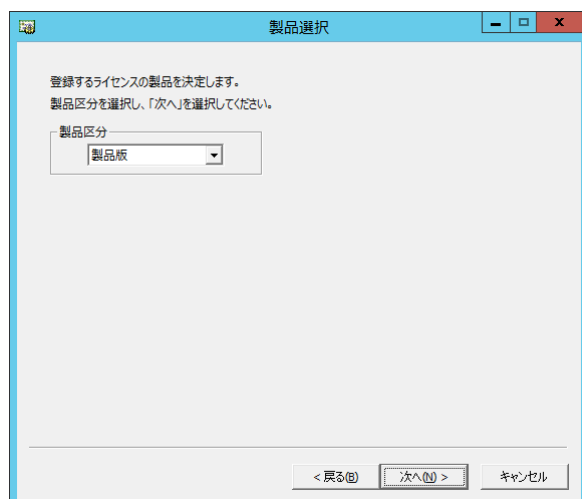 製品選択
登録するライセンスの製品を決定します。
製品区分を選択し、「次へ」を選択してください。
製品区分
製品版
< 戻る(B)
次へ(N) >
キャンセル